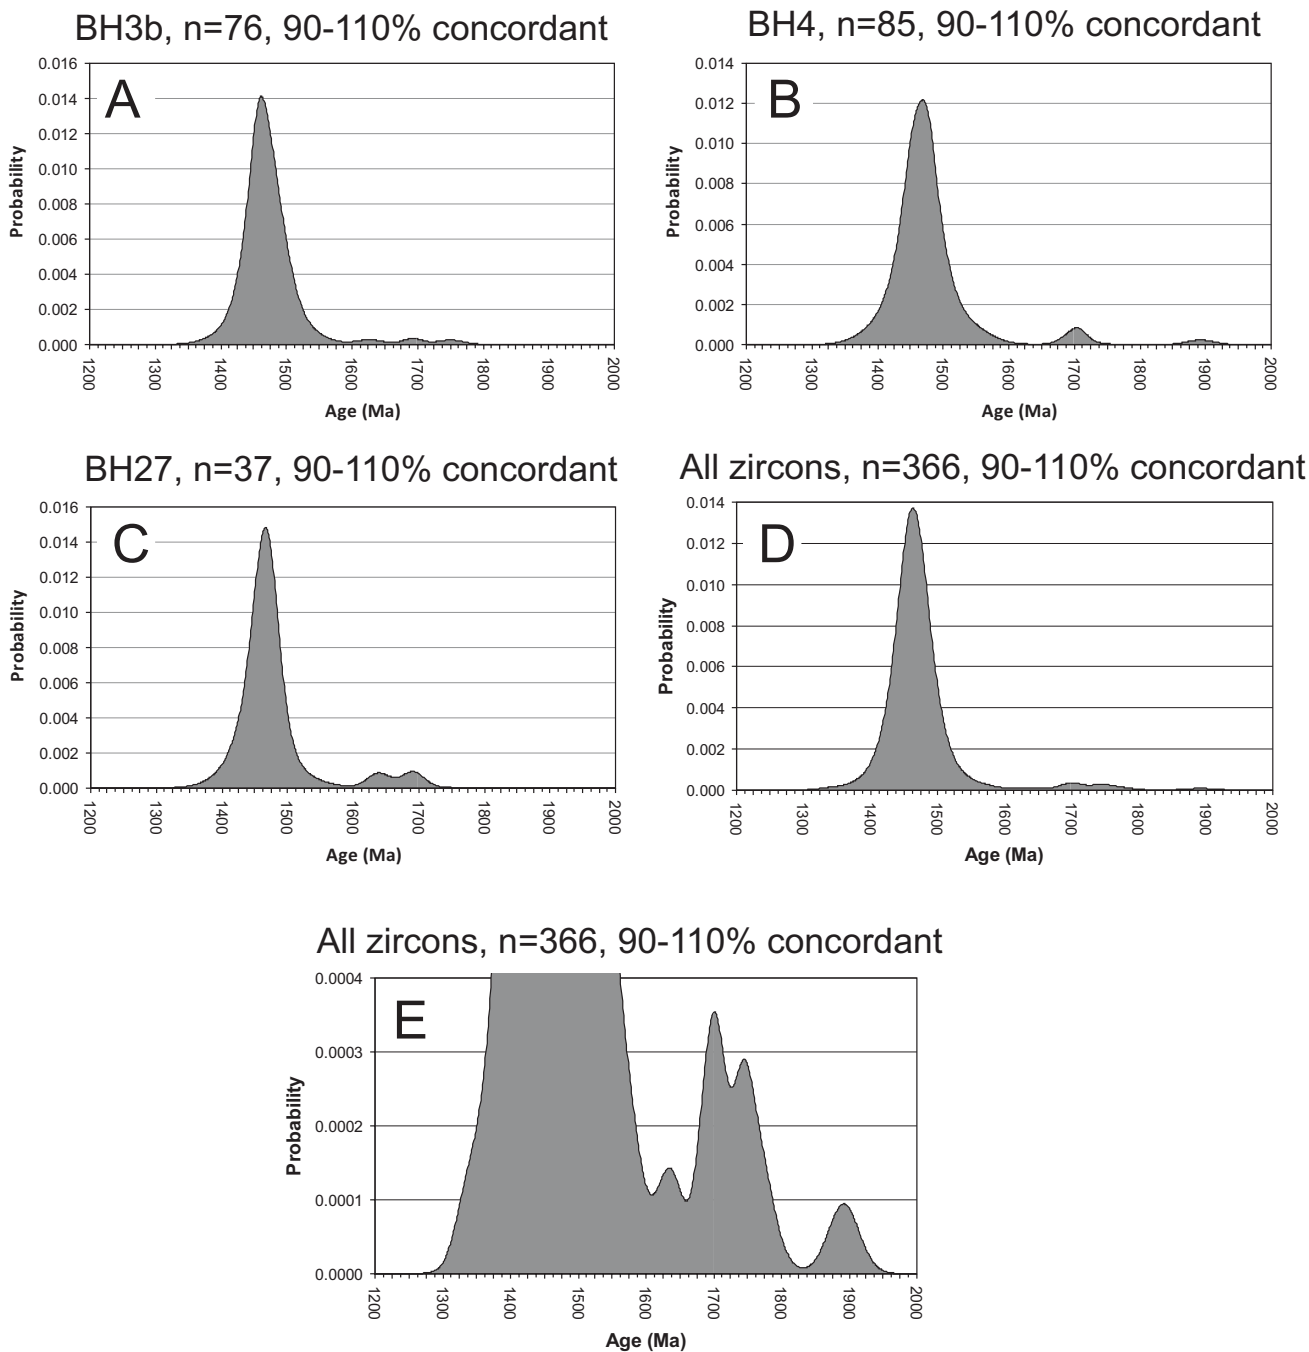 BH3b, n=76, 90-110% concordant
A
0.016
0.014
0.012
0.010
0.008
0.006
0.004
0.002
0.000
Probability
1200 1300 1400 1500 1600 1700 1800 1900 2000
Age (Ma)
BH4, n=85, 90-110% concordant
B
0.014
0.012
0.010
0.008
0.006
0.004
0.002
0.000
Probability
1200 1300 1400 1500 1600 1700 1800 1900 2000
Age (Ma)
BH27, n=37, 90-110% concordant
C
0.016
0.014
0.012
0.010
0.008
0.006
0.004
0.002
0.000
Probability
1200 1300 1400 1500 1600 1700 1800 1900 2000
Age (Ma)
All zircons, n=366, 90-110% concordant
D
0.014
0.012
0.010
0.008
0.006
0.004
0.002
0.000
Probability
1200 1300 1400 1500 1600 1700 1800 1900 2000
Age (Ma)
All zircons, n=366, 90-110% concordant
E
0.0004
0.0003
0.0002
0.0001
0.0000
Probability
1200 1300 1400 1500 1600 1700 1800 1900 2000
Age (Ma)